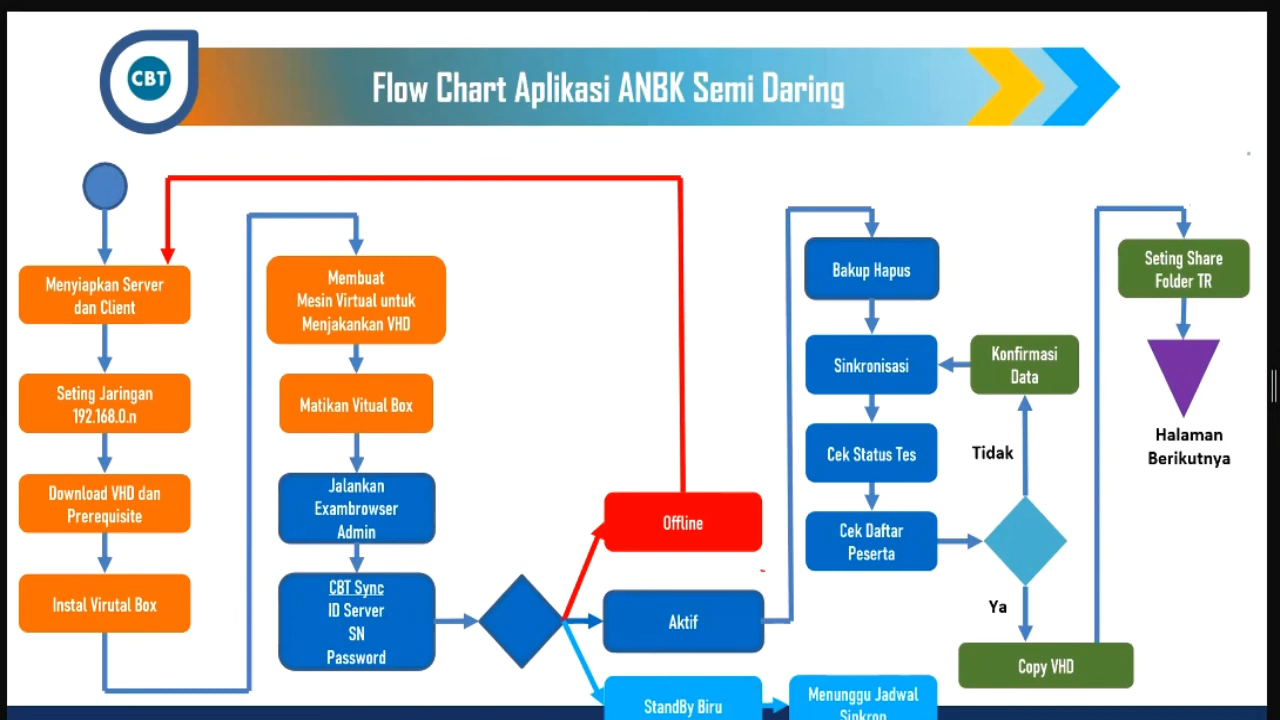 CBT
Flow Chart Aplikasi ANBK Semi Daring
Menyiapkan Server
dan Client
Seting Jaringan
192.168.0.n
Download VHD dan
Prerequisite
Instal Virutal Box
Membuat
Mesin Virtual untuk
Menjakankan VHD
Matikan Vitual Box
Jalankan
Exambrowser
Admin
CBT Sync
ID Server
SN
Password
Offline
Aktif
StandBy Biru
Menunggu Jadwal
Sinkron
Bakup Hapus
Sinkronisasi
Cek Status Tes
Cek Daftar
Peserta
Konfirmasi
Data
Tidak
Ya
Copy VHD
Seting Share
Folder TR
Halaman
Berikutnya